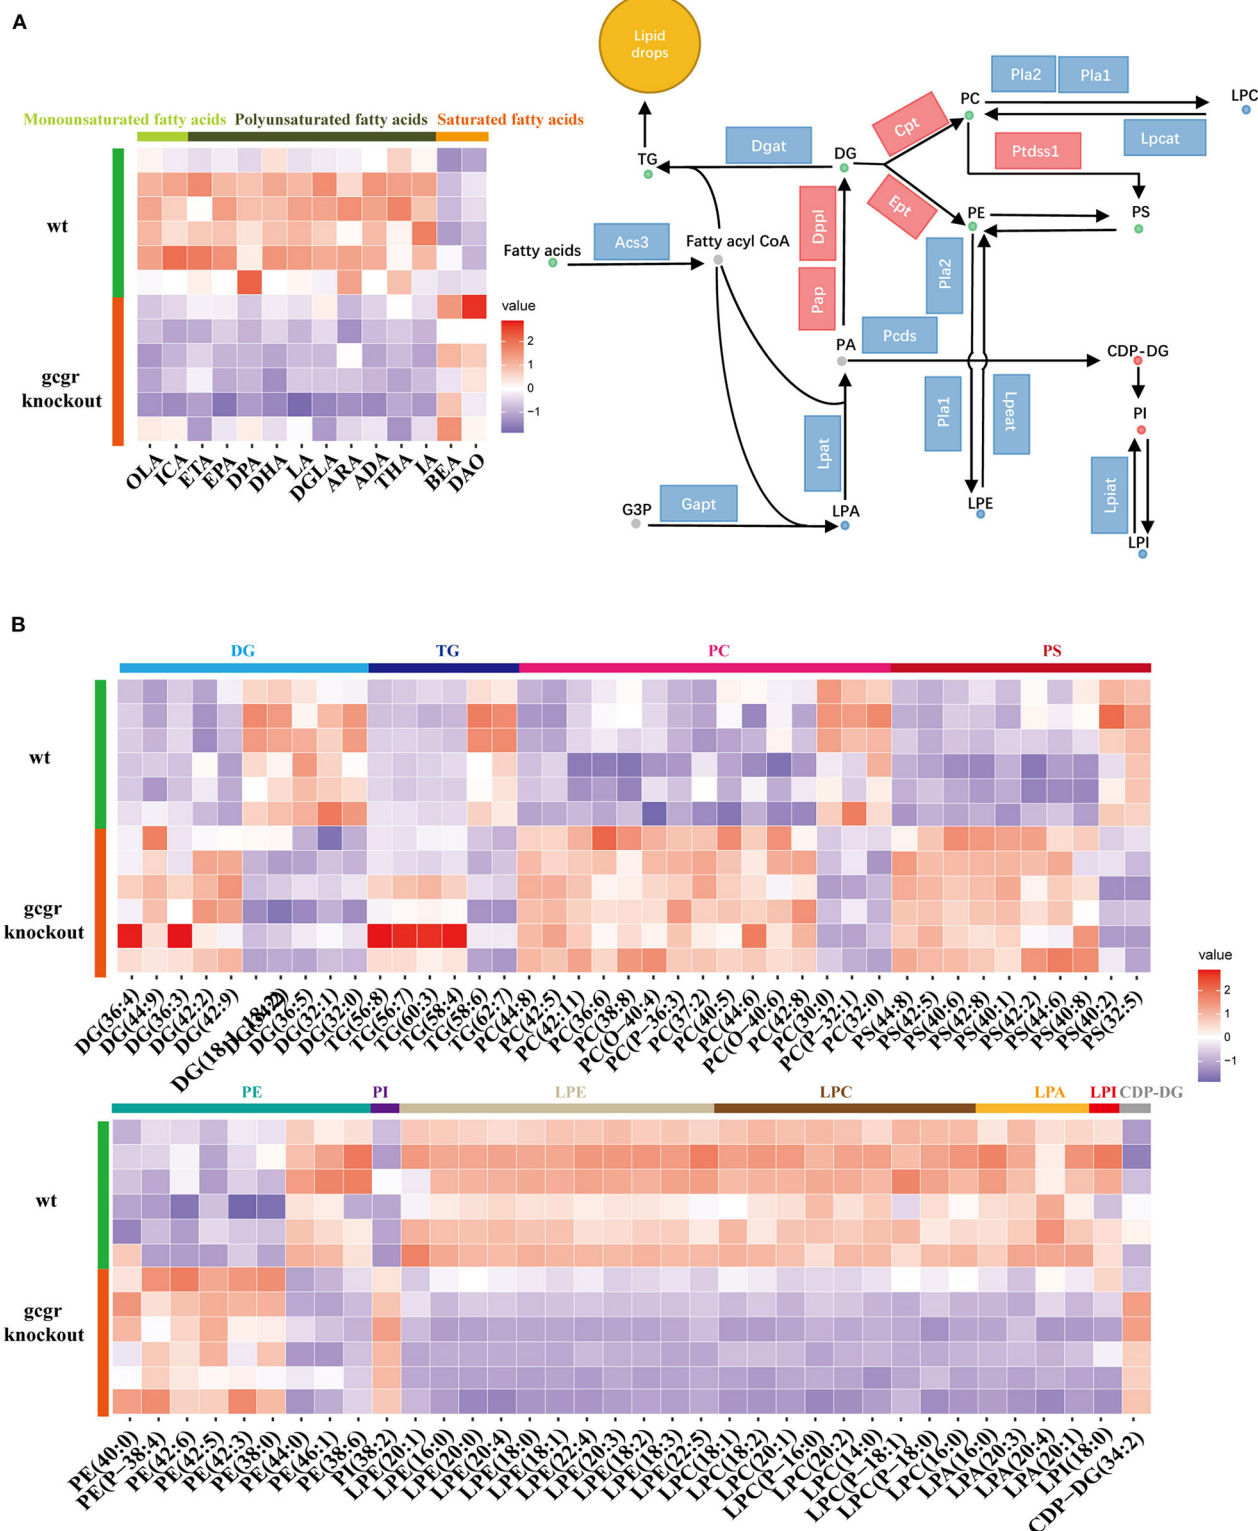 A
Lipid
drops
Pla2
Pla1
PC
LPC
Monounsaturated fatty acids
Polyunsaturated fatty acids
Saturated fatty acids
Cpt
Lpcat
Ptdss1
TG
Dgat
DG
Ept
PE
PS
wt
Dppl
Fatty acids
Acs3
Fatty acyl CoA
Pla2
Pap
value
2
1
0
−1
PA
Pcds
CDP-DG
gcgr
knockout
PI
Pla1
Lpeat
Lpat
Lpiat
OLA
ICA
ETA
EPA
DPA
DHA
LA
DGLA
ARA
ADA
THA
IA
BEA
DAO
G3P
Gapt
LPA
LPE
LPI
B
DG
TG
PC
PS
wt
gcgr
knockout
value
2
1
0
−1
DG(36:4)
DG(44:9)
DG(36:3)
DG(42:2)
DG(42:9)
DG(34:2)
DG(36:5)
DG(32:1)
DG(32:0)
TG(56:8)
TG(56:7)
TG(60:3)
TG(58:4)
TG(58:6)
TG(62:7)
PC(44:8)
PC(42:5)
PC(42:11)
PC(36:6)
PC(38:8)
PC(O−40:4)
PC(P−36:3)
PC(37:2)
PC(40:5)
PC(44:6)
PC(O−40:6)
PC(42:8)
PC(30:0)
PC(P−32:1)
PC(32:0)
PS(44:8)
PS(42:5)
PS(40:6)
PS(42:8)
PS(40:1)
PS(42:2)
PS(44:6)
PS(40:8)
PS(40:2)
PS(32:5)
PE
PI
LPE
LPC
LPA
LPI
CDP-DG
wt
gcgr
knockout
PE(40:0)
PE(P−38:4)
PE(42:6)
PE(42:5)
PE(42:3)
PE(38:0)
PE(44:0)
PE(46:1)
PE(38:6)
PI(38:2)
LPE(20:1)
LPE(16:0)
LPE(20:0)
LPE(20:4)
LPE(18:0)
LPE(18:1)
LPE(22:4)
LPE(20:3)
LPE(18:2)
LPE(18:3)
LPE(22:5)
LPC(18:1)
LPC(18:2)
LPC(20:1)
LPC(P−16:0)
LPC(20:2)
LPC(14:0)
LPC(P−18:1)
LPC(P−18:0)
LPC(16:0)
LPA(16:0)
LPA(20:3)
LPA(20:4)
LPA(20:1)
LPI(18:0)
CDP−DG(34:2)